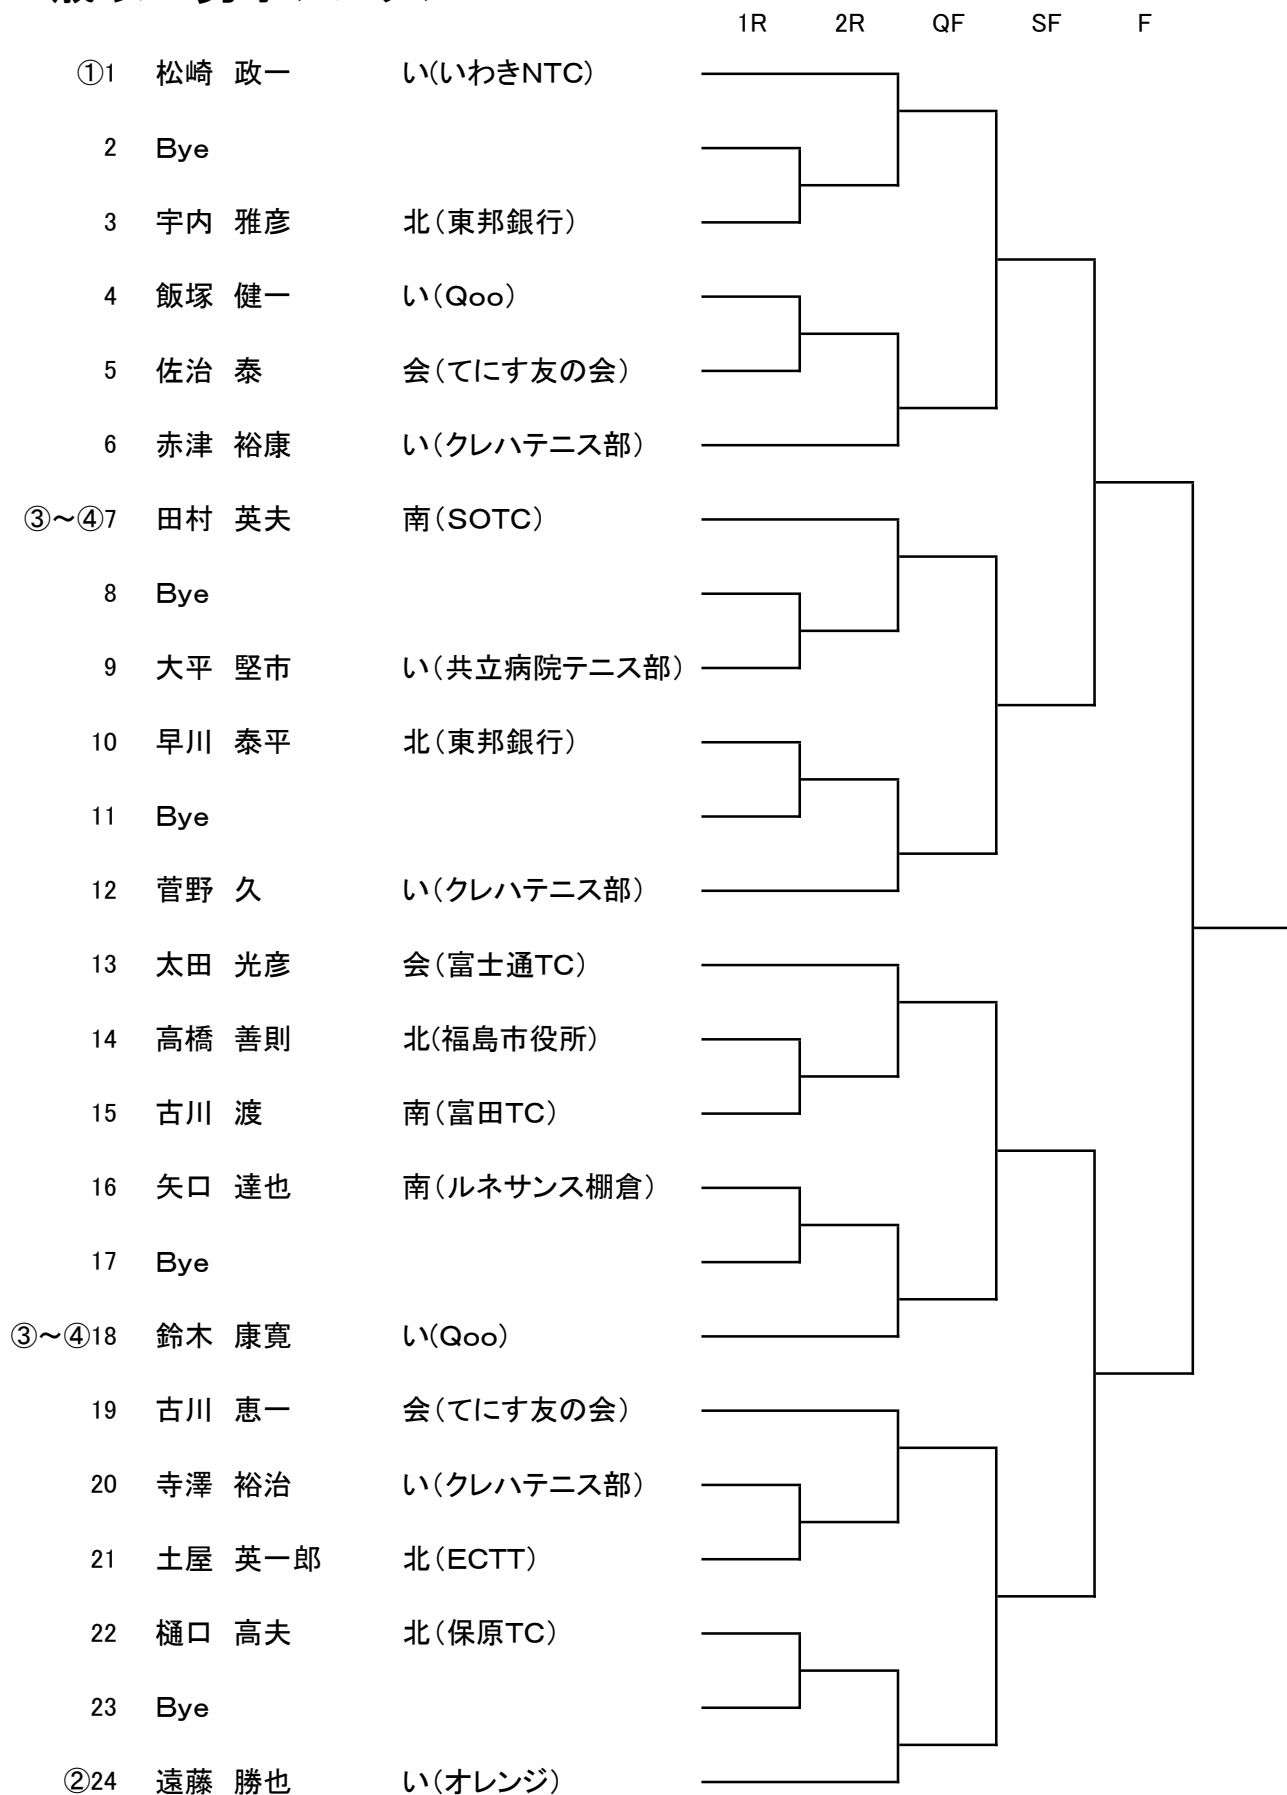 1R 2R QF SF F
①1 松崎 政一 い(いわきNTC)
2 Bye
3 宇内 雅彦 北（東邦銀行）
4 飯塚 健一 い（Qoo）
5 佐治 泰 会（てにす友の会）
6 赤津 裕康 い（クレハテニス部）
③～④7 田村 英夫 南（SOTC）
8 Bye
9 大平 堅市 い（共立病院テニス部）
10 早川 泰平 北（東邦銀行）
11 Bye
12 菅野 久 い（クレハテニス部）
13 太田 光彦 会（富士通TC）
14 高橋 善則 北(福島市役所）
15 古川 渡 南（富田TC）
16 矢口 達也 南（ルネサンス棚倉）
17 Bye
③～④18 鈴木 康寛 い(Qoo）
19 古川 恵一 会（てにす友の会）
20 寺澤 裕治 い（クレハテニス部）
21 土屋 英一郎 北（ECTT）
22 樋口 高夫 北（保原TC）
23 Bye
②24 遠藤 勝也 い（オレンジ）